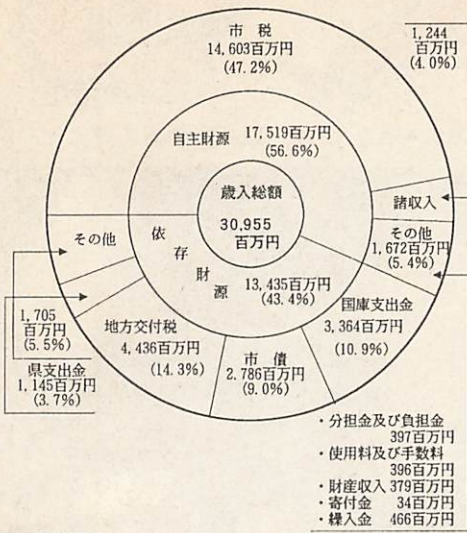 市税
14,603百万円
(47.2%)
1,244
百万円
(4.0%)
自主財源 17,519百万円
(56.6%)
歳入総額
30,955
百万円
諸収入
その他
1,672百万円
(5.4%)
依存財源
13,435百万円
(43.4%)
国庫支出金
3,364百万円
(10.9%)
市債
2.786百万円
(9.0%)
地方交付税
4,436百万円
(14.3%)
その他
1,705
百万円
(5.5%)
県支出金
1,145百万円
(3.7%)
・分担金及び負担金
397百万円
・使用料及び手数料
396百万円
・財産収入 379百万円
・寄付金 34百万円
・繰入金 466百万円